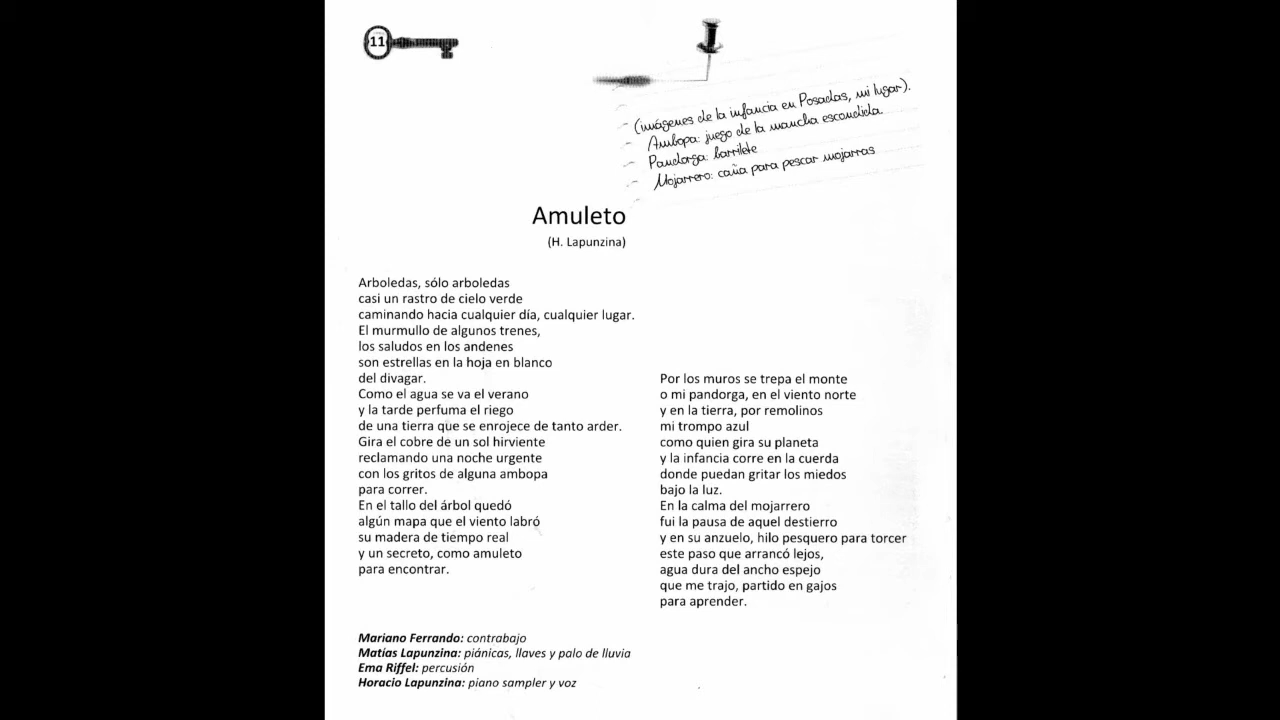 11
(imágenes de la infancia en Posadas, mi lugar).
Ambopa: juego de la mancha escondida
Pandorga: barrilete
Mojarrero: caña para pescar mojarras
Amuleto
(H. Lapunzina)
Arboledas, sólo arboledas
casi un rastro de cielo verde
caminando hacia cualquier día, cualquier lugar.
El murmullo de algunos trenes,
los saludos en los andenes
son estrellas en la hoja en blanco
del divagar.
Como el agua se va el verano
y la tarde perfuma el riego
de una tierra que se enrojece de tanto arder.
Gira el cobre de un sol hirviente
reclamando una noche urgente
con los gritos de alguna ambopa
para correr.
En el tallo del árbol quedó
algún mapa que el viento labró
su madera de tiempo real
y un secreto, como amuleto
para encontrar.
Por los muros se trepa el monte
o mi pandorga, en el viento norte
y en la tierra, por remolinos
mi trompo azul
como quien gira su planeta
y la infancia corre en la cuerda
donde puedan gritar los miedos
bajo la luz.
En la calma del mojarrero
fui la pausa de aquel destierro
y en su anzuelo, hilo pesquero para torcer
este paso que arrancó lejos,
agua dura del ancho espejo
que me trajo, partido en gajos
para aprender.
Mariano Ferrando: contrabajo
Matías Lapunzina: piánicas, llaves y palo de lluvia
Ema Riffel: percusión
Horacio Lapunzina: piano sampler y voz